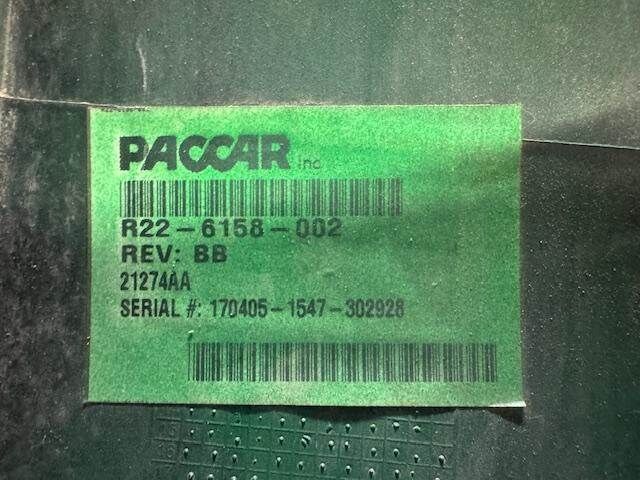 PACCAR inc
R22-6158-002
REV: BB
21274AA
SERIAL #: 170405-1547-302928